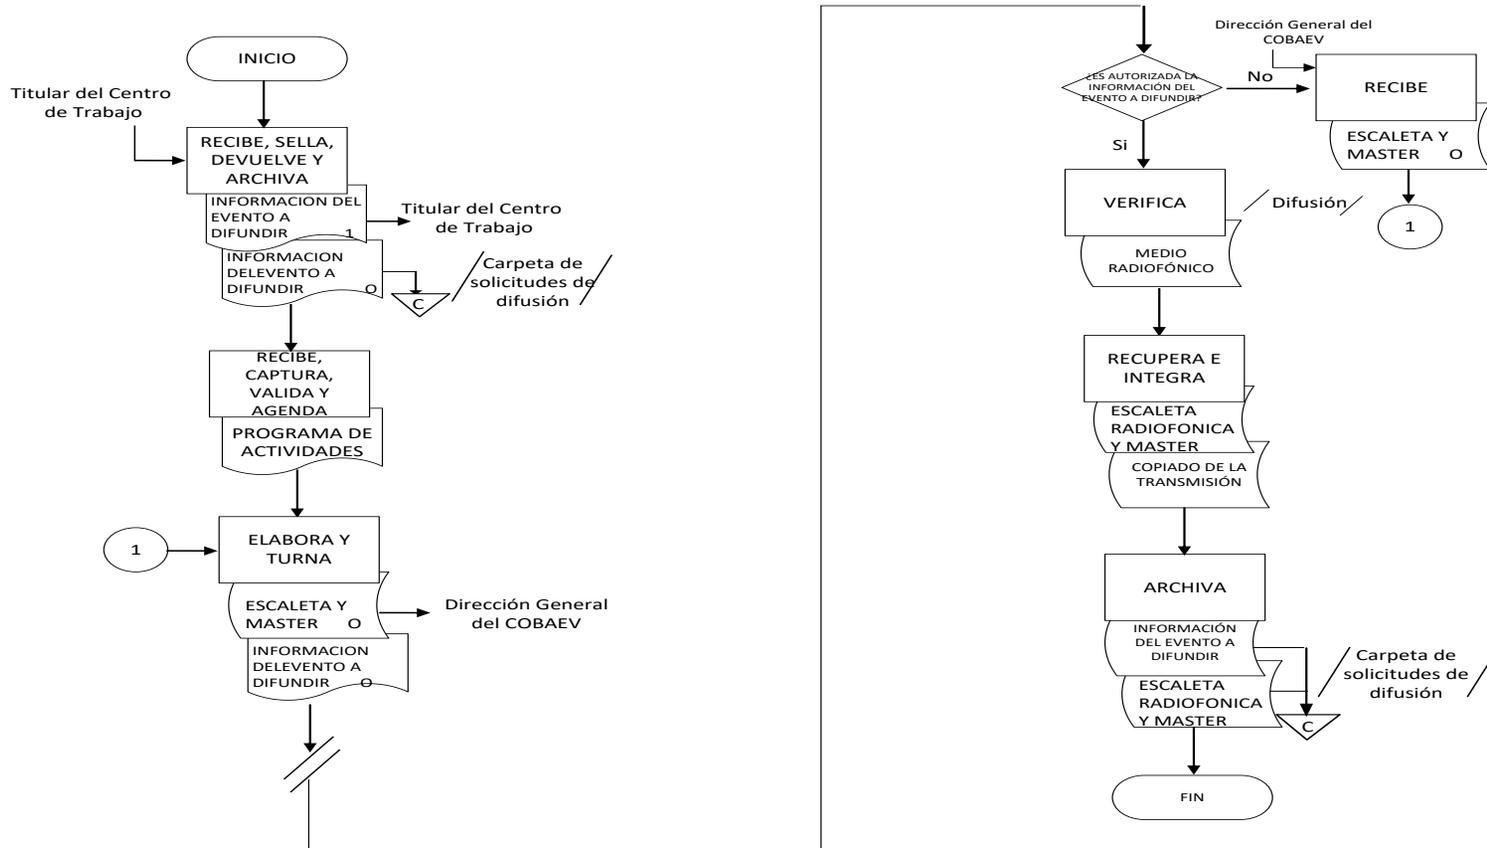 INICIO
Titular del Centro
de Trabajo
RECIBE, SELLA,
DEVUELVE Y
ARCHIVA
INFORMACION DEL
EVENTO A
DIFUNDIR 1
Titular del Centro
de Trabajo
INFORMACION
DELEVENTO A
DIFUNDIR O
C
Carpeta de
solicitudes de
difusión
RECIBE,
CAPTURA,
VALIDA Y
AGENDA
PROGRAMA DE
ACTIVIDADES
1
ELABORA Y
TURNA
ESCALETA Y
MASTER O
Dirección General
del COBAEV
INFORMACION
DELEVENTO A
DIFUNDIR O
¿ES AUTORIZADA LA
INFORMACIÓN DEL
EVENTO A DIFUNDIR?
No
Dirección General del
COBAEV
RECIBE
ESCALETA Y
MASTER O
1
Si
VERIFICA
Difusión
MEDIO
RADIOFÓNICO
RECUPERA E
INTEGRA
ESCALETA
RADIOFONICA
Y MASTER
COPIADO DE LA
TRANSMISIÓN
ARCHIVA
INFORMACIÓN
DEL EVENTO A
DIFUNDIR
ESCALETA
RADIOFONICA
Y MASTER
C
Carpeta de
solicitudes de
difusión
FIN